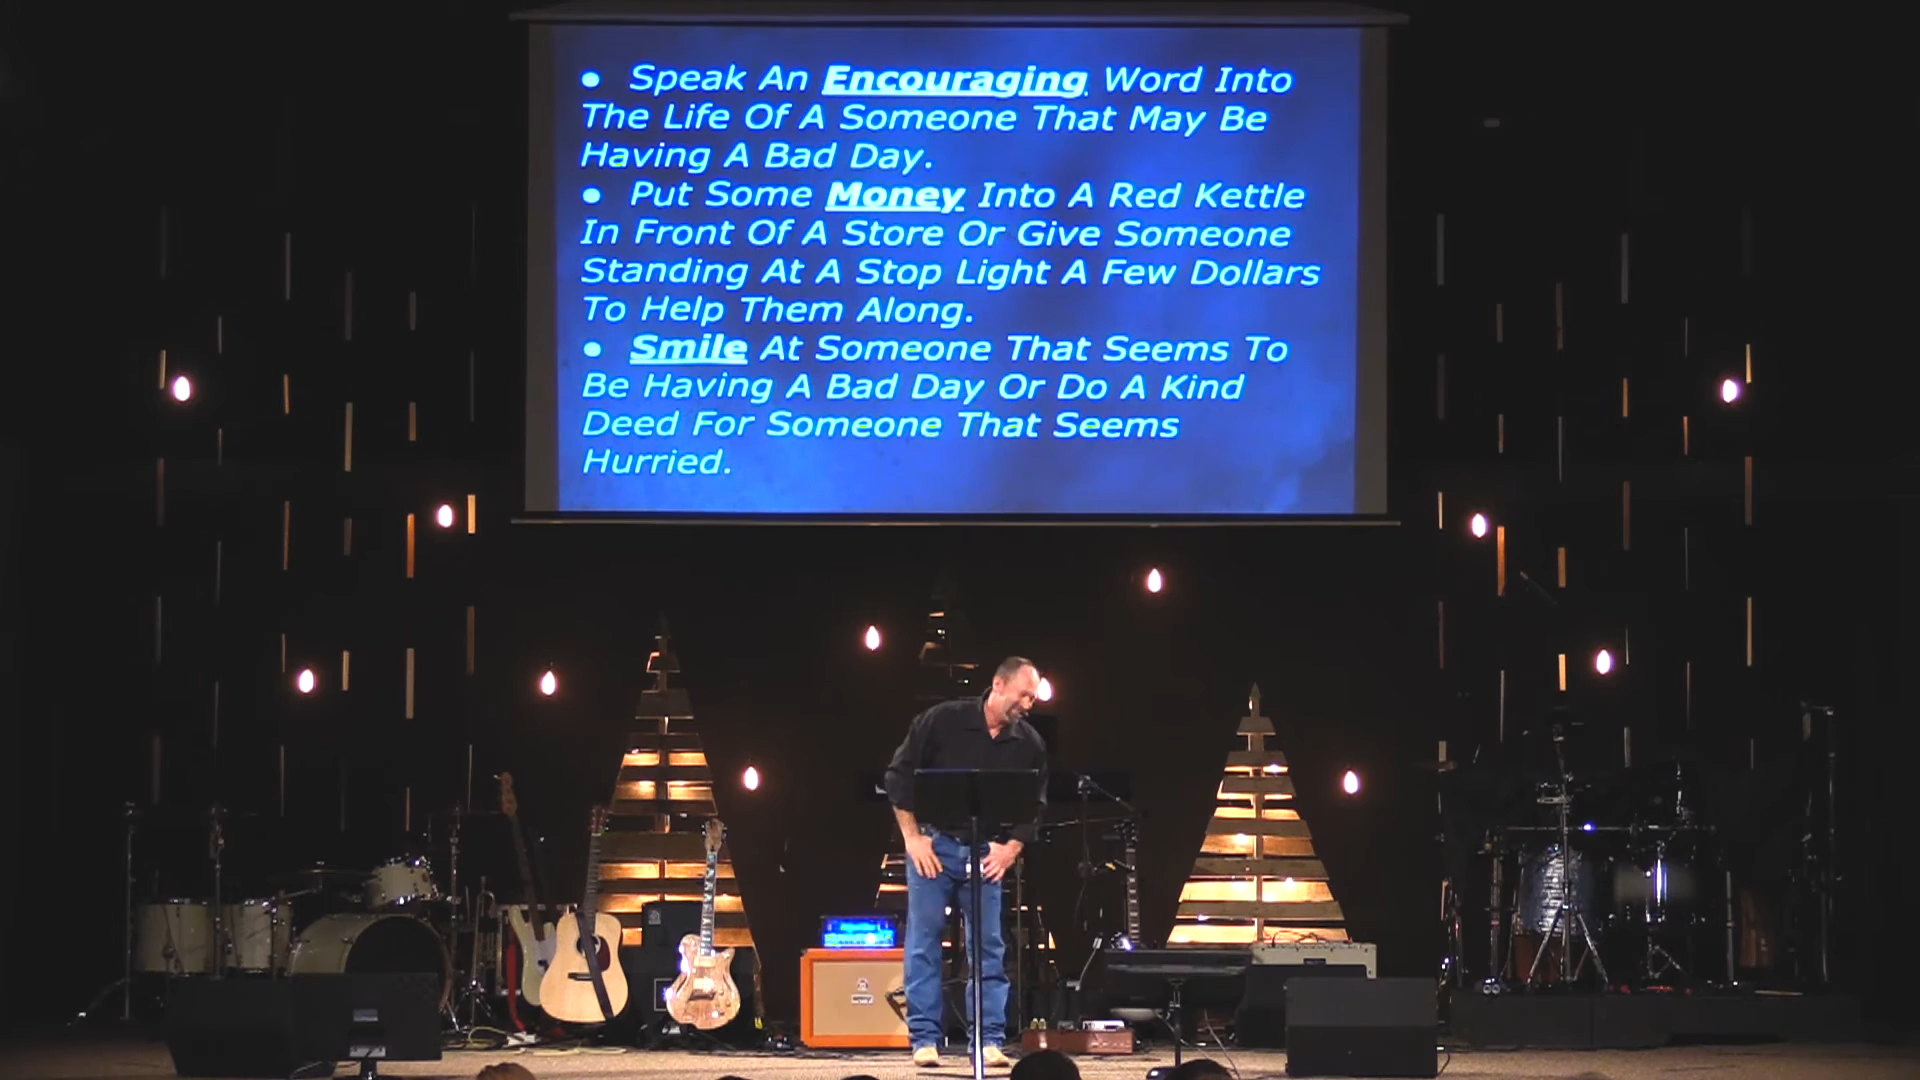 ● Speak An Encouraging Word Into
The Life Of A Someone That May Be
Having A Bad Day.
● Put Some Money Into A Red Kettle
In Front Of A Store Or Give Someone
Standing At A Stop Light A Few Dollars
To Help Them Along.
● Smile At Someone That Seems To
Be Having A Bad Day Or Do A Kind
Deed For Someone That Seems
Hurried.